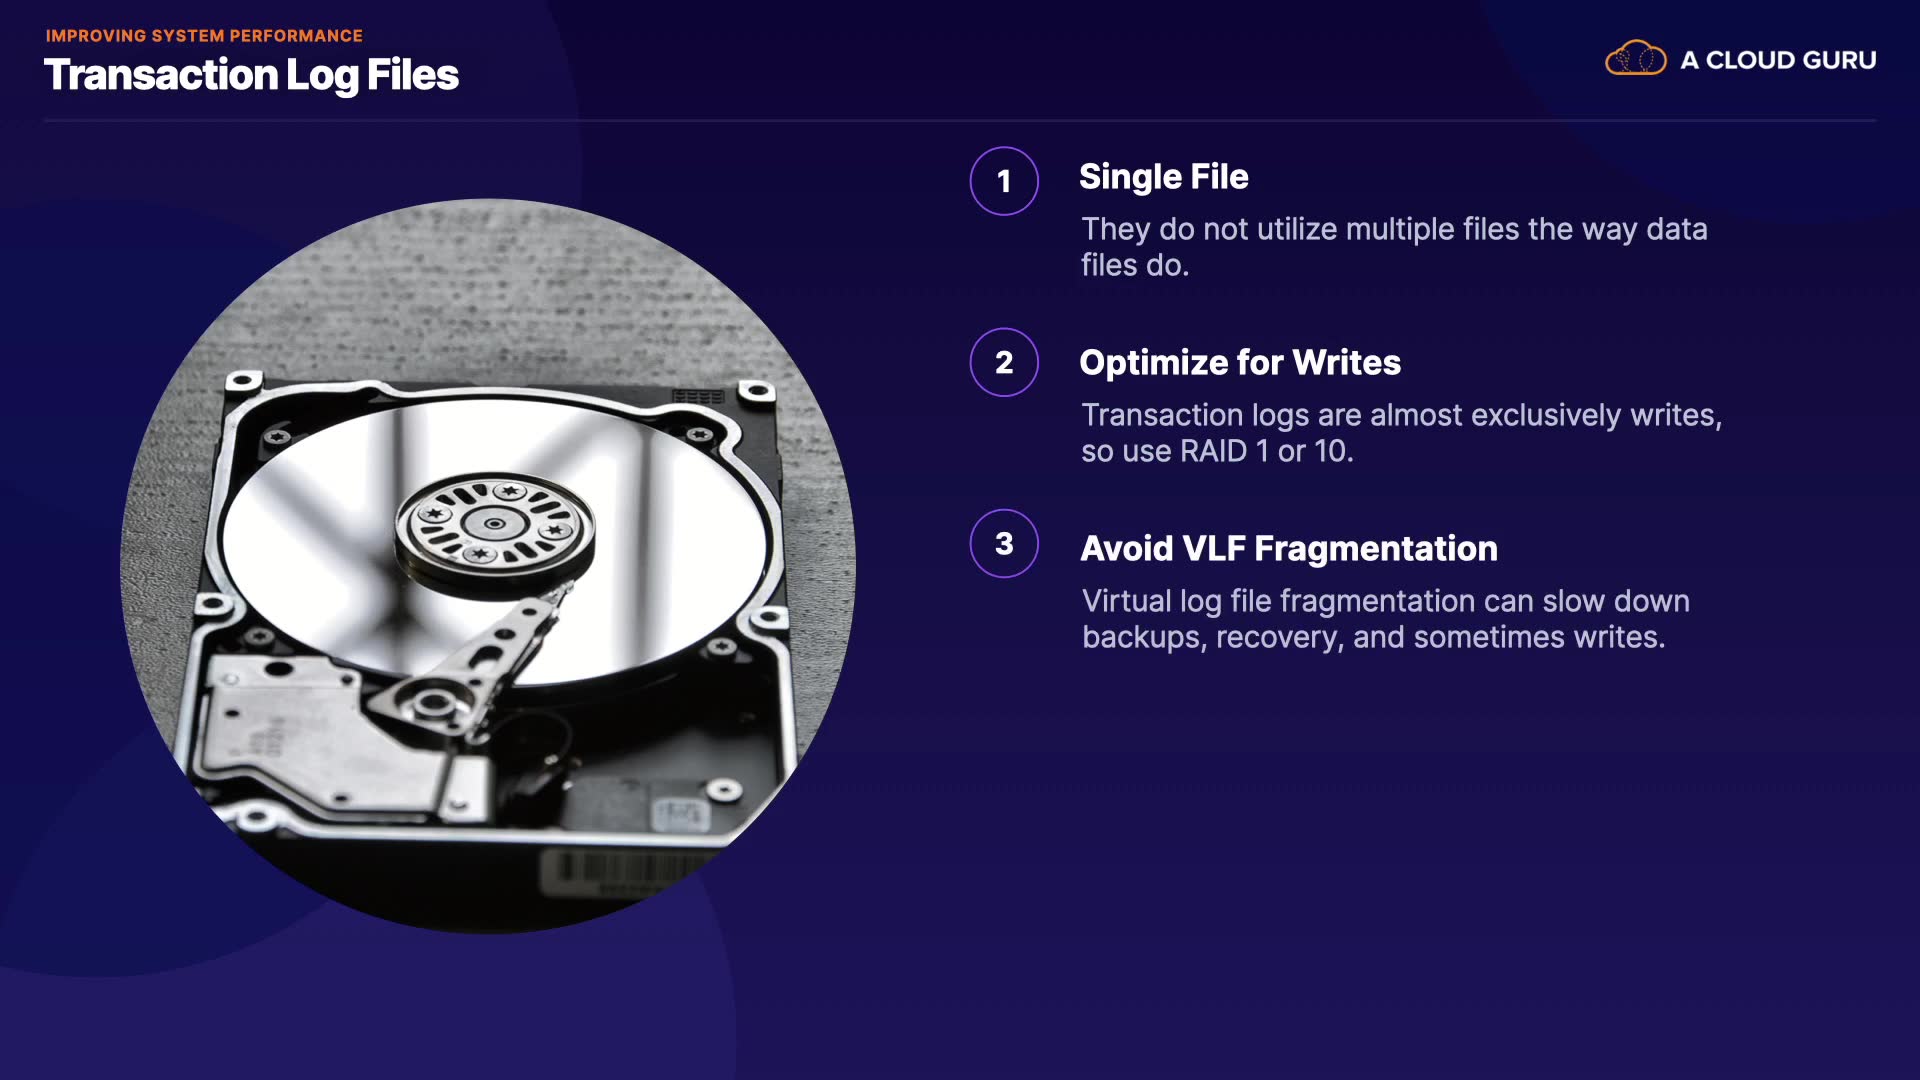 IMPROVING SYSTEM PERFORMANCE
Transaction Log Files
A CLOUD GURU
1
Single File
They do not utilize multiple files the way data
files do.
2
Optimize for Writes
Transaction logs are almost exclusively writes,
so use RAID 1 or 10.
3
Avoid VLF Fragmentation
Virtual log file fragmentation can slow down
backups, recovery, and sometimes writes.